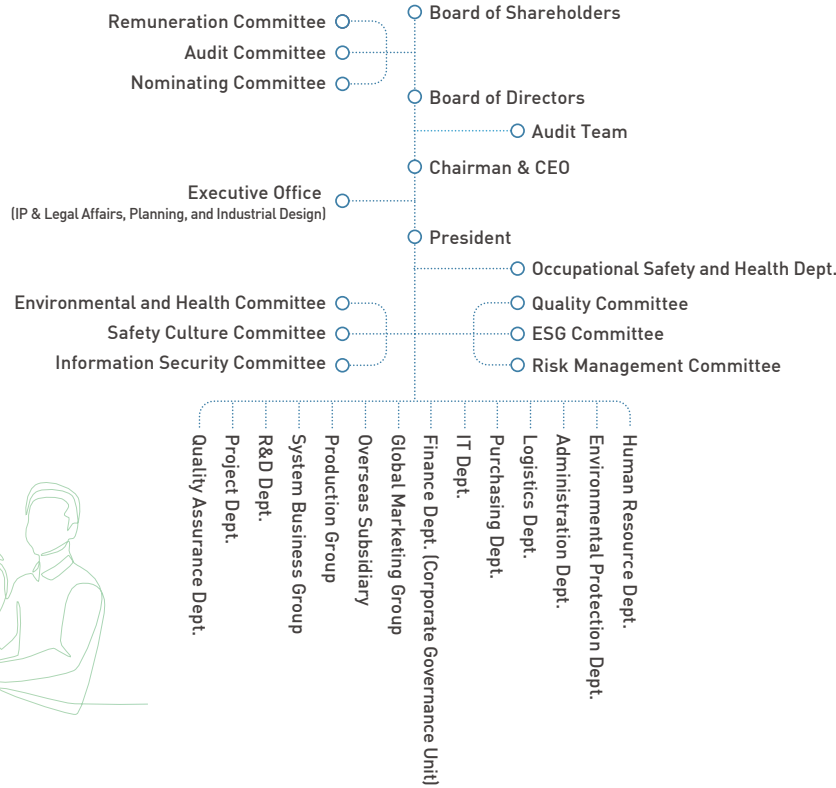 Board of Shareholders
Remuneration Committee
Audit Committee
Nominating Committee
Board of Directors
Audit Team
Chairman & CEO
Executive Office
(IP & Legal Affairs, Planning, and Industrial Design)
President
Occupational Safety and Health Dept.
Environmental and Health Committee
Safety Culture Committee
Information Security Committee
Quality Committee
ESG Committee
Risk Management Committee
Quality Assurance Dept.
Project Dept.
R&D Dept.
System Business Group
Production Group
Overseas Subsidiary
Global Marketing Group
Finance Dept. (Corporate Governance Unit)
IT Dept.
Purchasing Dept.
Logistics Dept.
Administration Dept.
Environmental Protection Dept.
Human Resource Dept.